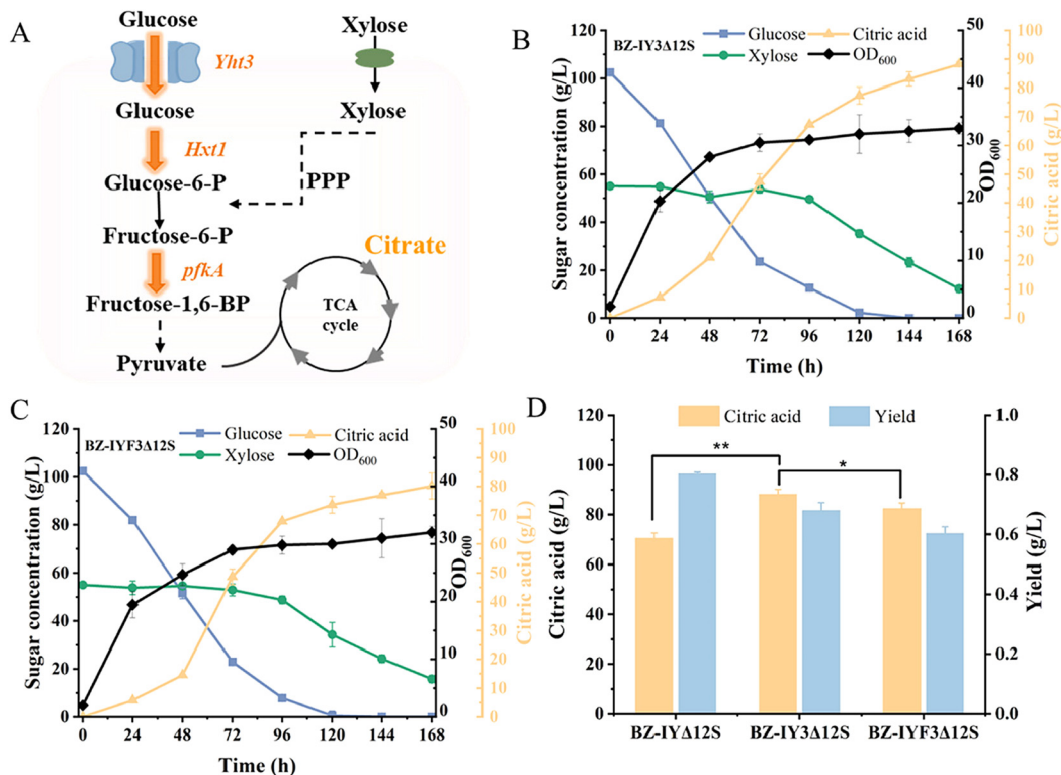 A
Glucose
Xylose
Yht3
Glucose
Xylose
Hxt1
Glucose-6-P
PPP
Fructose-6-P
Citrate
pfkA
Fructose-1,6-BP
TCA
cycle
Pyruvate
B
BZ-IY3Δ12S
Glucose
Citric acid
Xylose
OD600
Sugar concentration (g/L)
0
20
40
60
80
100
120
OD600
0
10
20
30
40
50
Citric acid (g/L)
0
10
20
30
40
50
60
70
80
90
100
0 24 48 72 96 120 144 168
Time (h)
C
BZ-IYF3Δ12S
Glucose
Citric acid
Xylose
OD600
Sugar concentration (g/L)
0
20
40
60
80
100
120
OD600
0
10
20
30
40
50
Citric acid (g/L)
0
10
20
30
40
50
60
70
80
90
100
0 24 48 72 96 120 144 168
Time (h)
D
Citric acid
Yield
**
*
Citric acid (g/L)
0
20
40
60
80
100
120
Yield (g/L)
0.0
0.2
0.4
0.6
0.8
1.0
BZ-IYΔ12S BZ-IY3Δ12S BZ-IYF3Δ12S